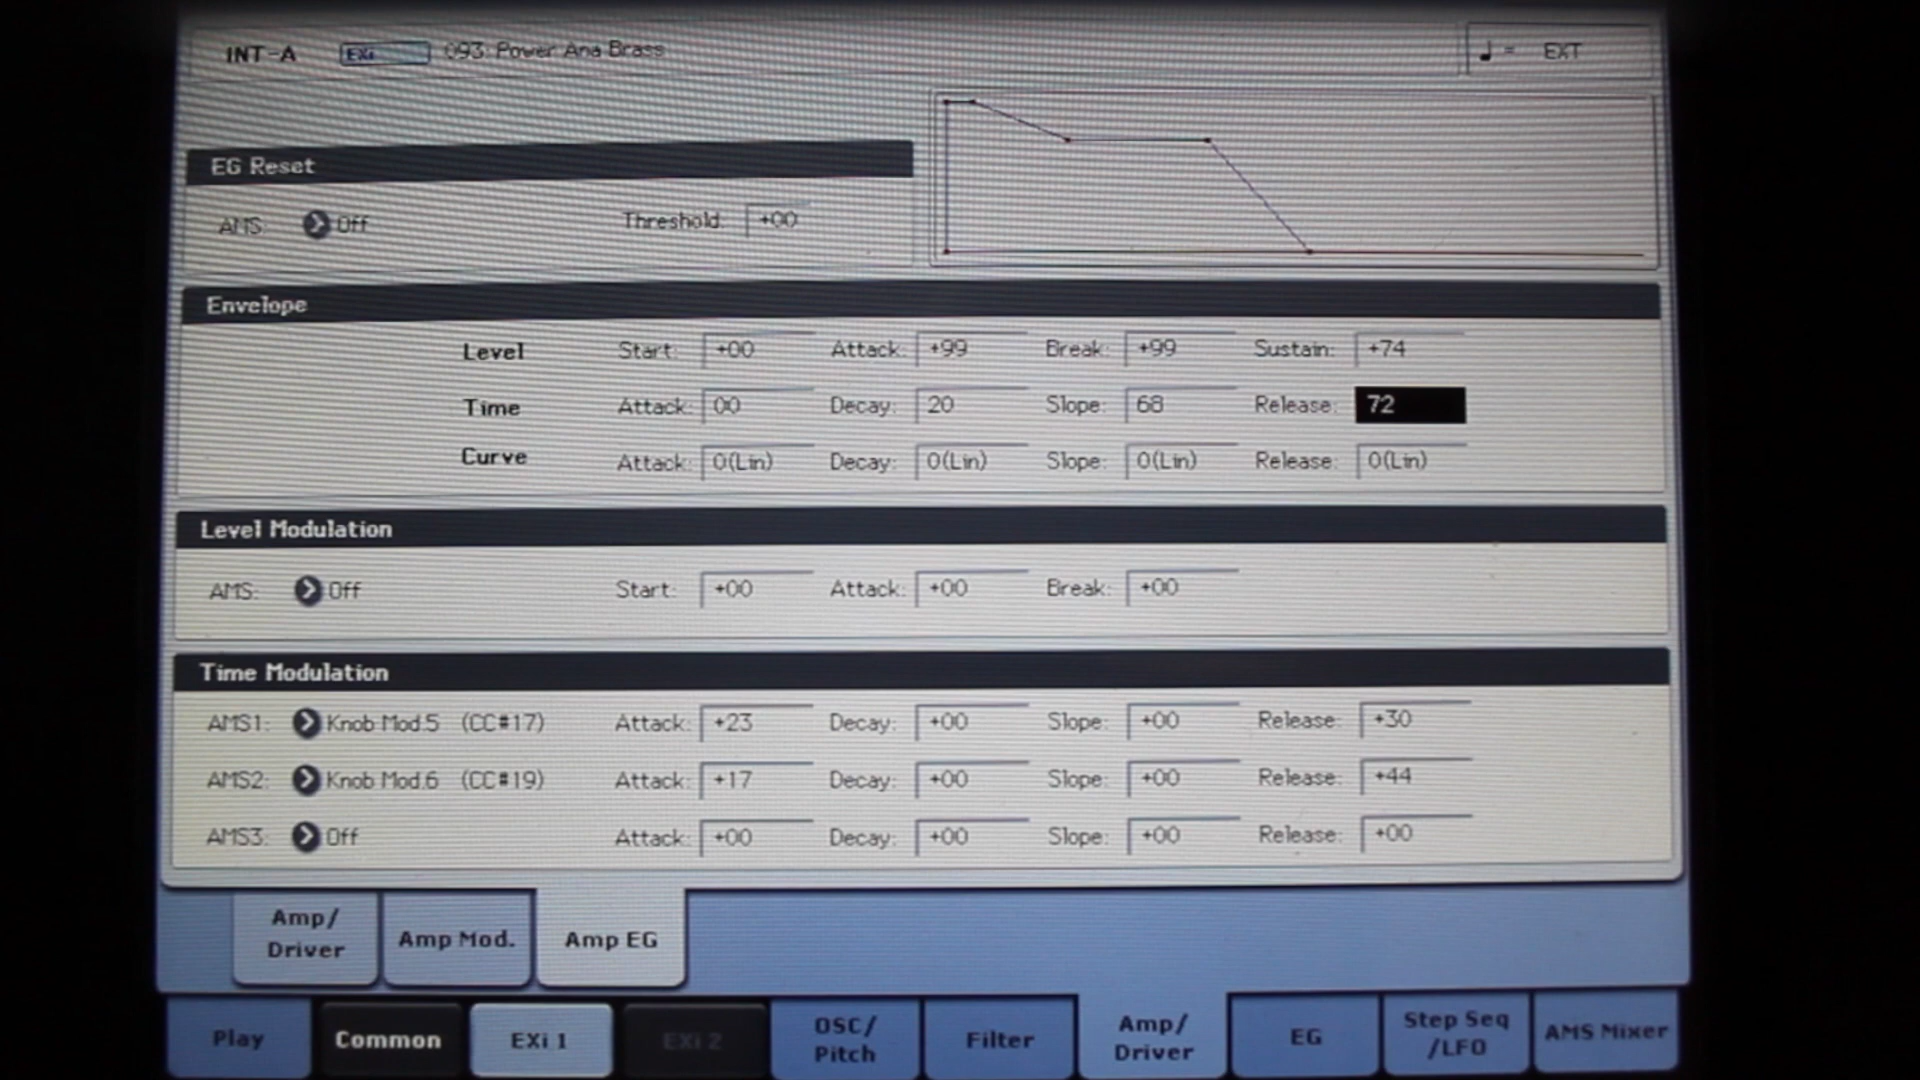 INT-A EXi 093: Power Ana Brass ♩ = EXT
EG Reset
AMS: Off Threshold: +00
Envelope
Level Start: +00 Attack: +99 Break: +99 Sustain: +74
Time Attack: 00 Decay: 20 Slope: 68 Release: 72
Curve Attack: 0(Lin) Decay: 0(Lin) Slope: 0(Lin) Release: 0(Lin)
Level Modulation
AMS: Off Start: +00 Attack: +00 Break: +00
Time Modulation
AMS1: Knob Mod.5 (CC#17) Attack: +23 Decay: +00 Slope: +00 Release: +30
AMS2: Knob Mod.6 (CC#19) Attack: +17 Decay: +00 Slope: +00 Release: +44
AMS3: Off Attack: +00 Decay: +00 Slope: +00 Release: +00
Amp/
Driver
Amp Mod.
Amp EG
Play
Common
EXi 1
EXi 2
OSC/
Pitch
Filter
Amp/
Driver
EG
Step Seq
/LFO
AMS Mixer